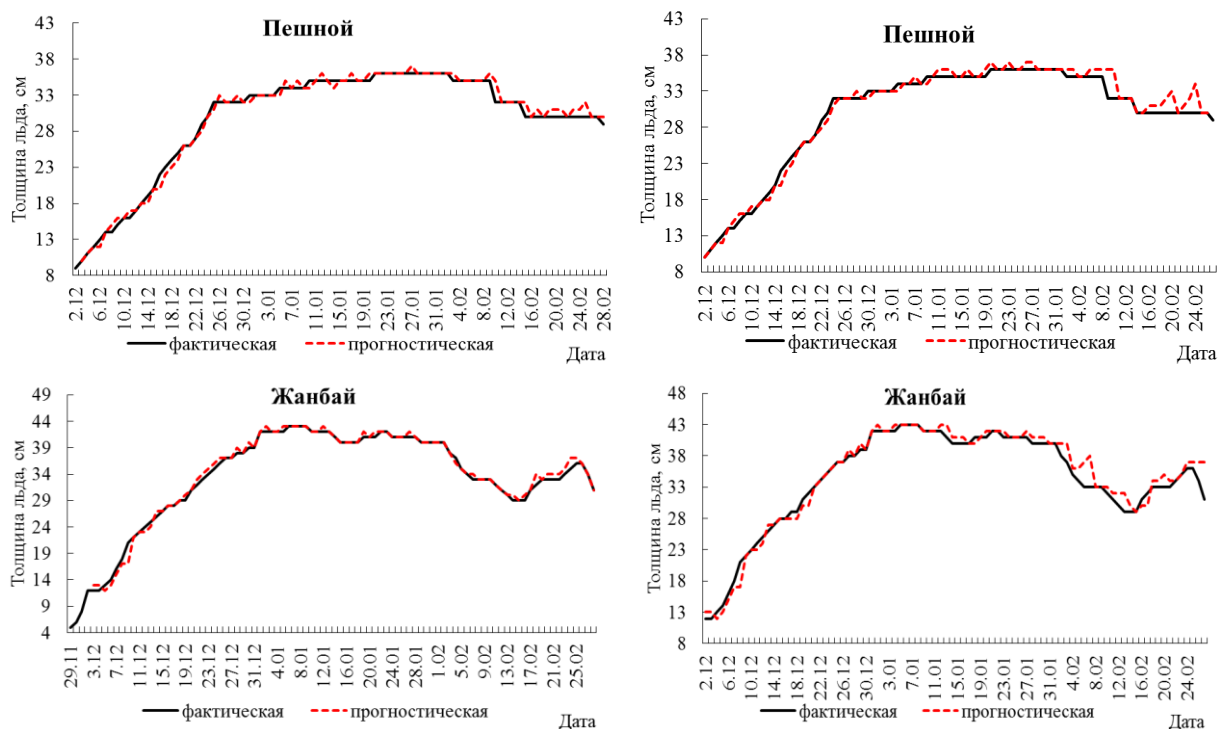 Пешной
Толщина льда, см
43
38
33
28
23
18
13
8
2.12 6.12 10.12 14.12 18.12 22.12 26.12 30.12 3.01 7.01 11.01 15.01 19.01 23.01 27.01 31.01 4.02 8.02 12.02 16.02 20.02 24.02 28.02
фактическая прогностическая
Дата
Пешной
Толщина льда, см
43
38
33
28
23
18
13
8
2.12 6.12 10.12 14.12 18.12 22.12 26.12 30.12 3.01 7.01 11.01 15.01 19.01 23.01 27.01 31.01 4.02 8.02 12.02 16.02 20.02 24.02
фактическая прогностическая
Дата
Жанбай
Толщина льда, см
49
44
39
34
29
24
19
14
9
4
29.11 3.12 7.12 11.12 15.12 19.12 23.12 27.12 31.12 4.01 8.01 12.01 16.01 20.01 24.01 28.01 1.02 5.02 9.02 13.02 17.02 21.02 25.02
фактическая прогностическая
Дата
Жанбай
Толщина льда, см
48
43
38
33
28
23
18
13
8
2.12 6.12 10.12 14.12 18.12 22.12 26.12 30.12 3.01 7.01 11.01 15.01 19.01 23.01 27.01 31.01 4.02 8.02 12.02 16.02 20.02 24.02
фактическая прогностическая
Дата